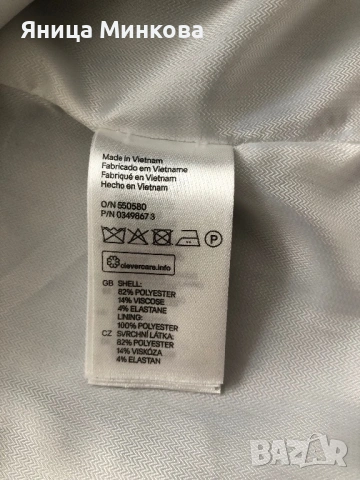 Яница Минкова
Made in Vietnam
Fabricado em Vietname
Fabriqué en Vietnam
Hecho en Vietnam
O/N 550580
P/N 0349867 3
P
clevercare.info
GB SHELL:
82% POLYESTER
14% VISCOSE
4% ELASTANE
LINING:
100% POLYESTER
CZ SVRCHNÍ LÁTKA:
82% POLYESTER
14% VISKÓZA
4% ELASTAN
BAZAR